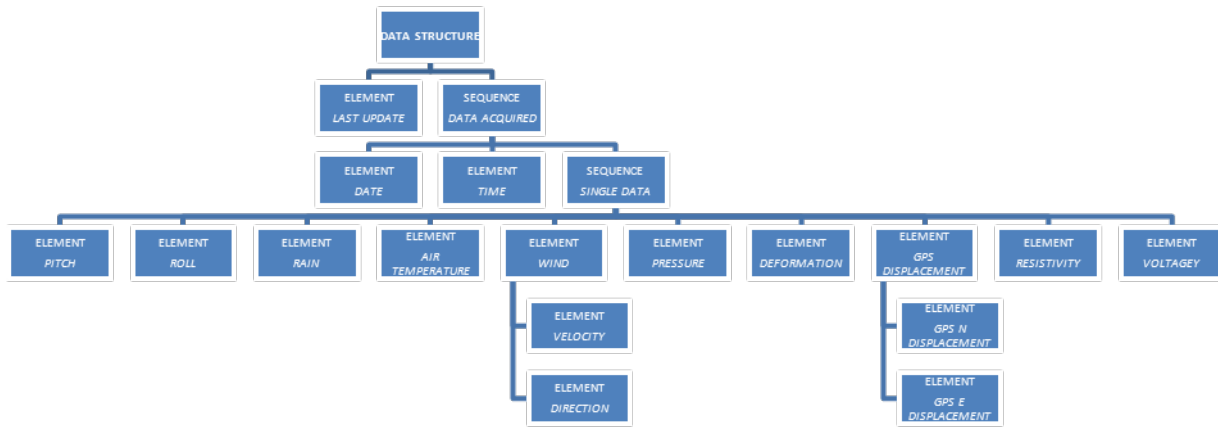 DATA STRUCTURE
ELEMENT
LAST UPDATE
SEQUENCE
DATA ACQUIRED
ELEMENT
DATE
ELEMENT
TIME
SEQUENCE
SINGLE DATA
ELEMENT
PITCH
ELEMENT
ROLL
ELEMENT
RAIN
ELEMENT
AIR
TEMPERATURE
ELEMENT
WIND
ELEMENT
PRESSURE
ELEMENT
DEFORMATION
ELEMENT
GPS
DISPLACEMENT
ELEMENT
RESISTIVITY
ELEMENT
VOLTAGEY
ELEMENT
VELOCITY
ELEMENT
DIRECTION
ELEMENT
GPS N
DISPLACEMENT
ELEMENT
GPS E
DISPLACEMENT